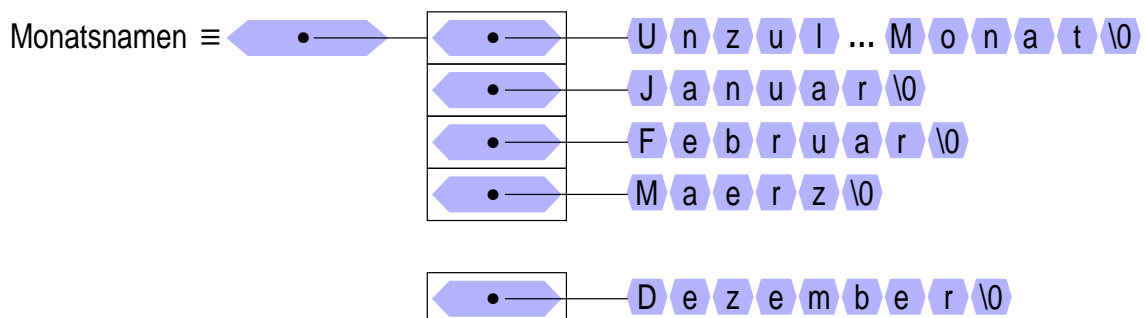 Monatsnamen ≡ U n z u l ... M o n a t \0
J a n u a r \0
F e b r u a r \0
M a e r z \0
D e z e m b e r \0